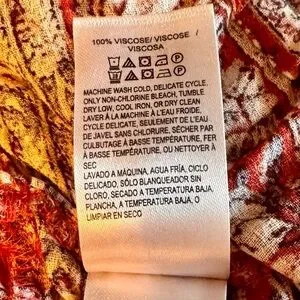 100% VISCOSE/ VISCOSE /
VISCOSA
MACHINE WASH COLD, DELICATE CYCLE,
ONLY NON-CHLORINE BLEACH, TUMBLE
DRY LOW, COOL IRON, OR DRY CLEAN
LAVER À LA MACHINE À L'EAU FROIDE,
CYCLE DELICATE, SEULEMENT DE L'EAU
DE JAVEL SANS CHLORURE, SÉCHER PAR
CULBUTAGE À BASSE TEMPÉRATURE, FER
À BASSE TEMPÉRATURE, OU NETTOYER À
SEC
LAVADO A MÁQUINA, AGUA FRÍA, CICLO
DELICADO, SÓLO BLANQUEADOR SIN
CLORO, SECADO A TEMPERATURA BAJA,
PLANCHA, A TEMPERATURA BAJA, O
LIMPIAR EN SECO